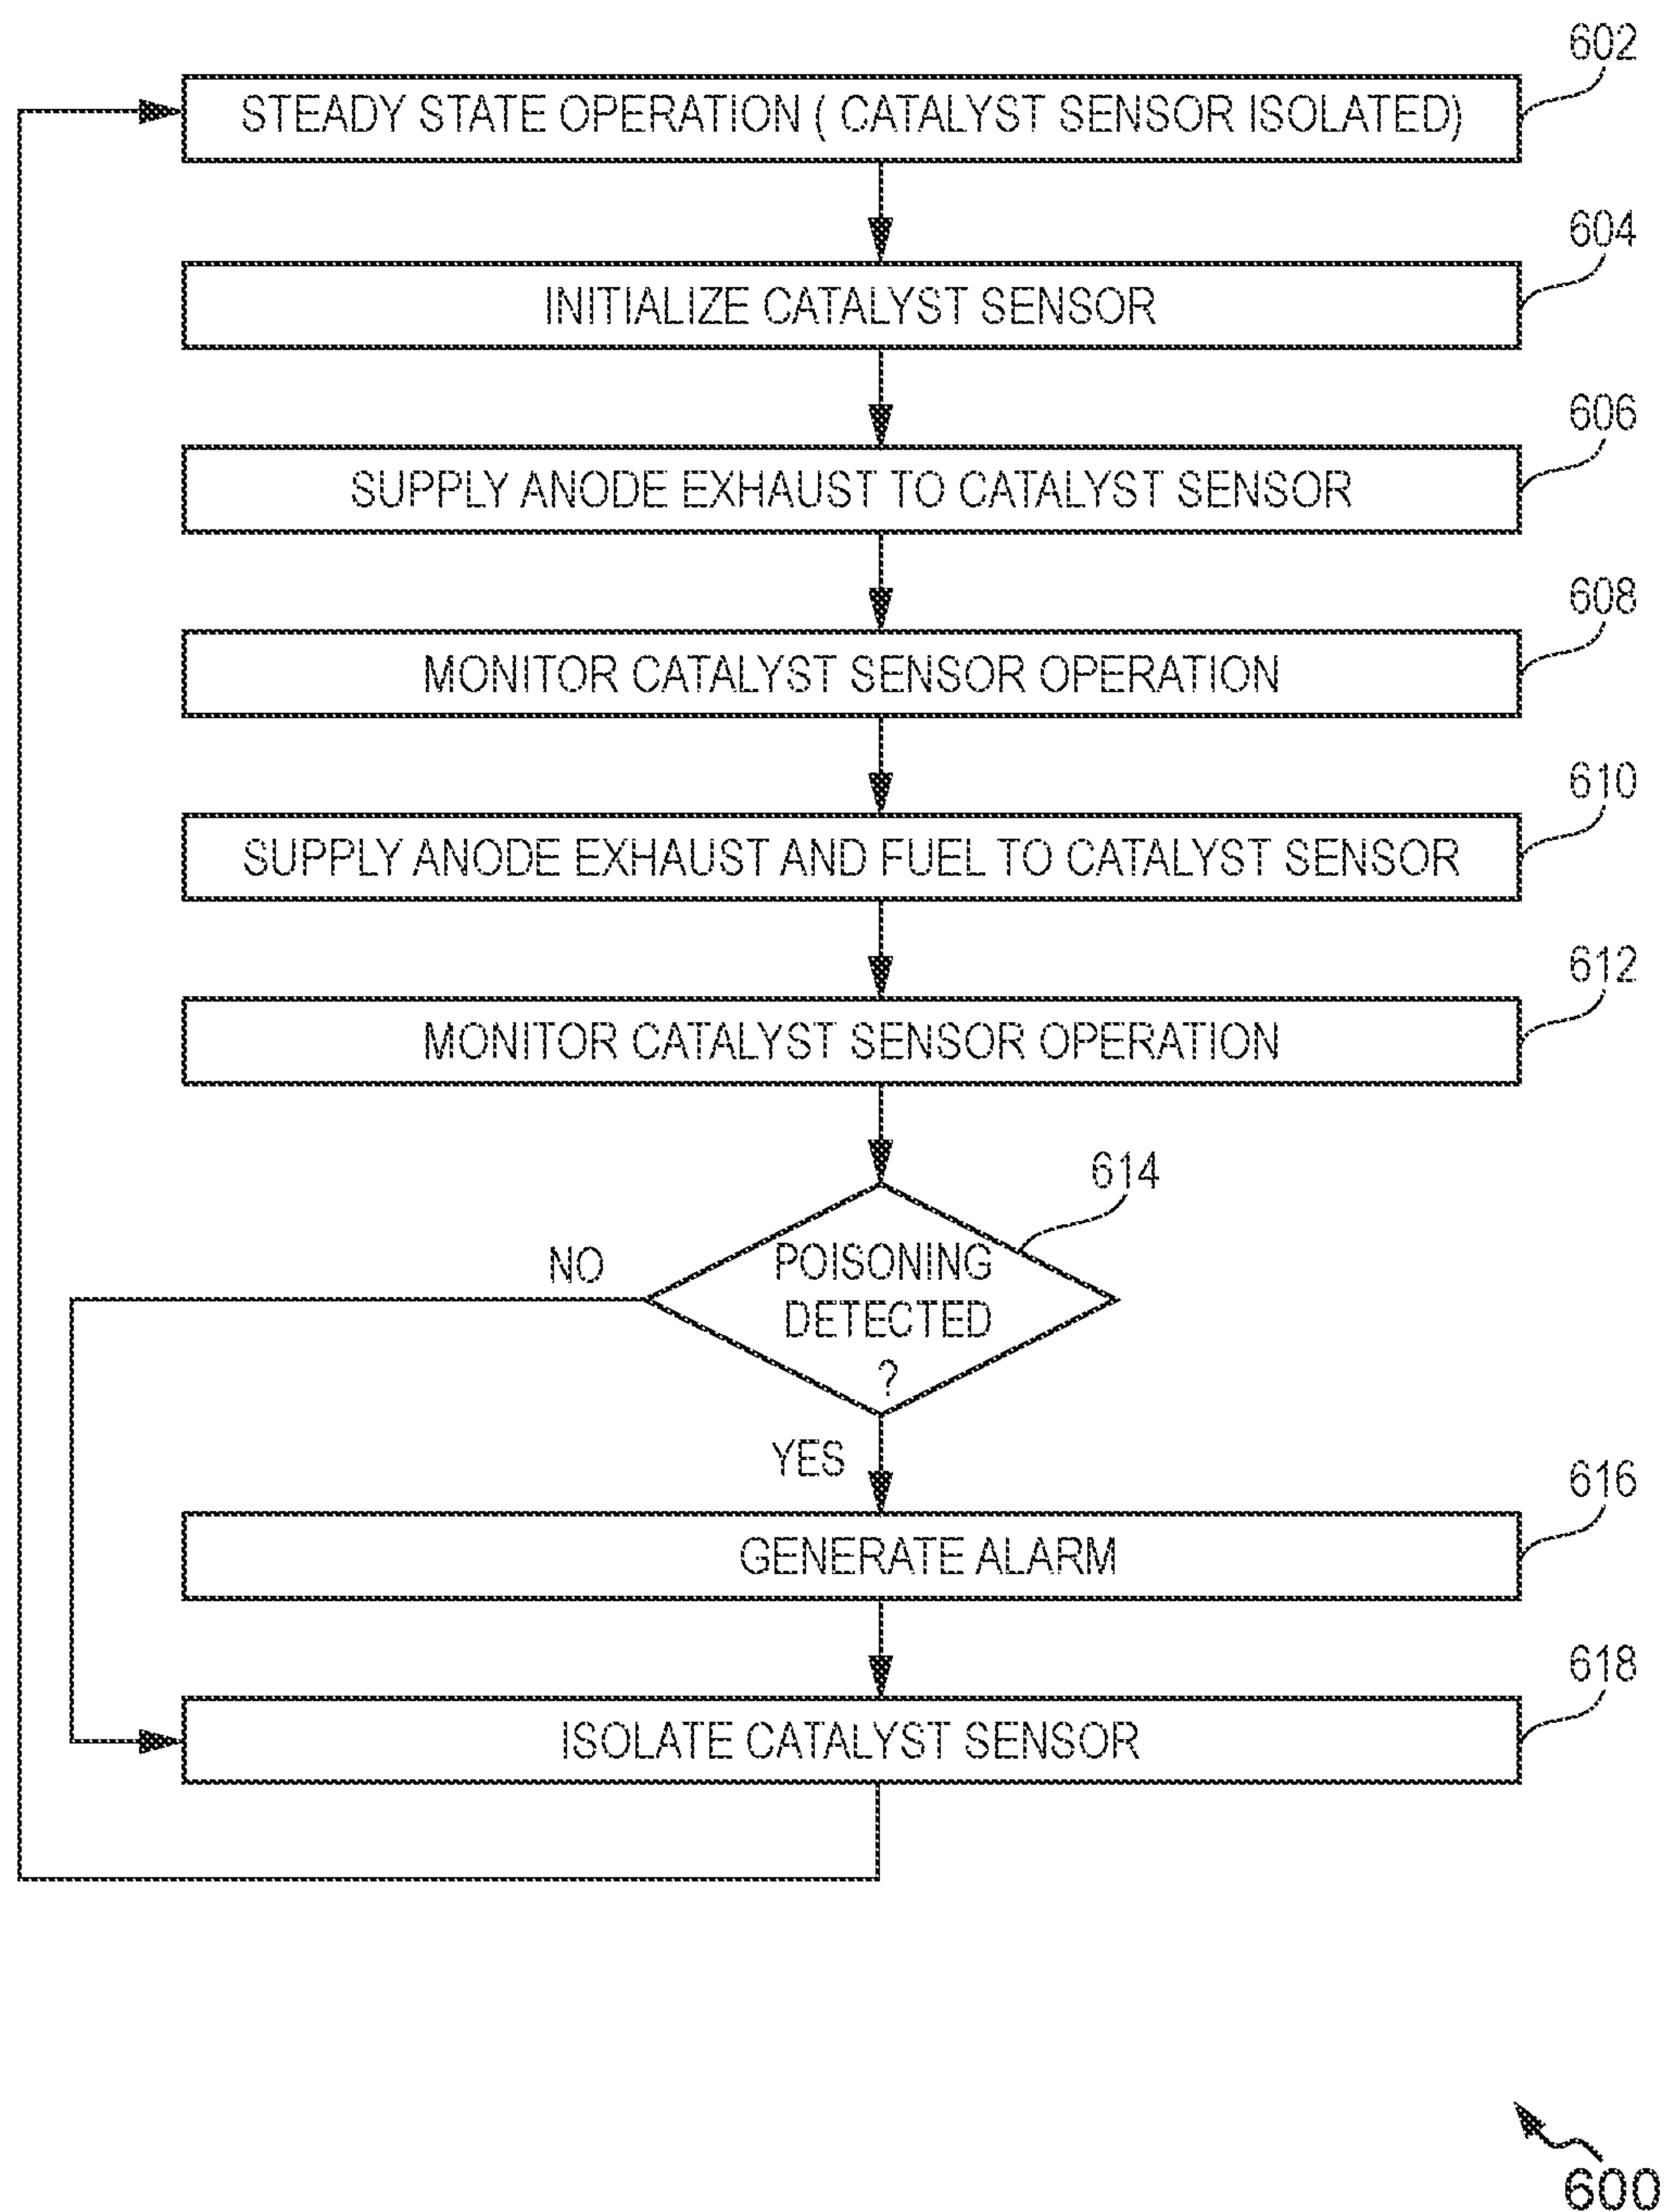 602
STEADY STATE OPERATION ( CATALYST SENSOR ISOLATED)
604
INITIALIZE CATALYST SENSOR
606
SUPPLY ANODE EXHAUST TO CATALYST SENSOR
608
MONITOR CATALYST SENSOR OPERATION
610
SUPPLY ANODE EXHAUST AND FUEL TO CATALYST SENSOR
612
MONITOR CATALYST SENSOR OPERATION
614
NO
POISONING
DETECTED
?
YES
616
GENERATE ALARM
618
ISOLATE CATALYST SENSOR
600